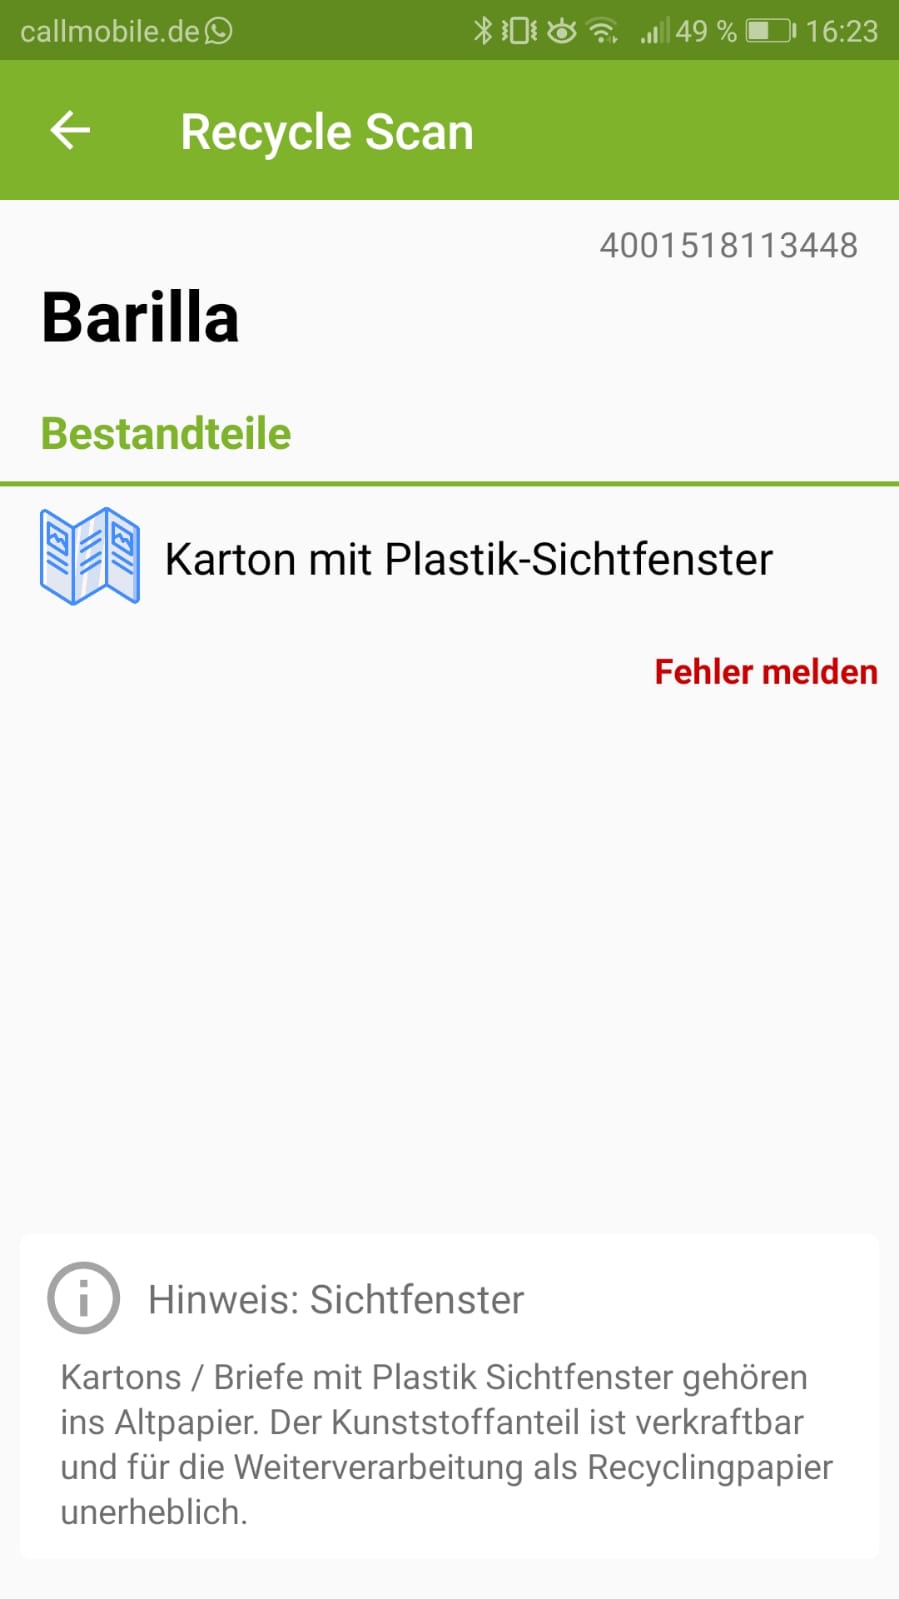 callmobile.de 49 % 16:23
Recycle Scan
4001518113448
Barilla
Bestandteile
Karton mit Plastik-Sichtfenster
Fehler melden
Hinweis: Sichtfenster
Kartons / Briefe mit Plastik Sichtfenster gehören
ins Altpapier. Der Kunststoffanteil ist verkraftbar
und für die Weiterverarbeitung als Recyclingpapier
unerheblich.